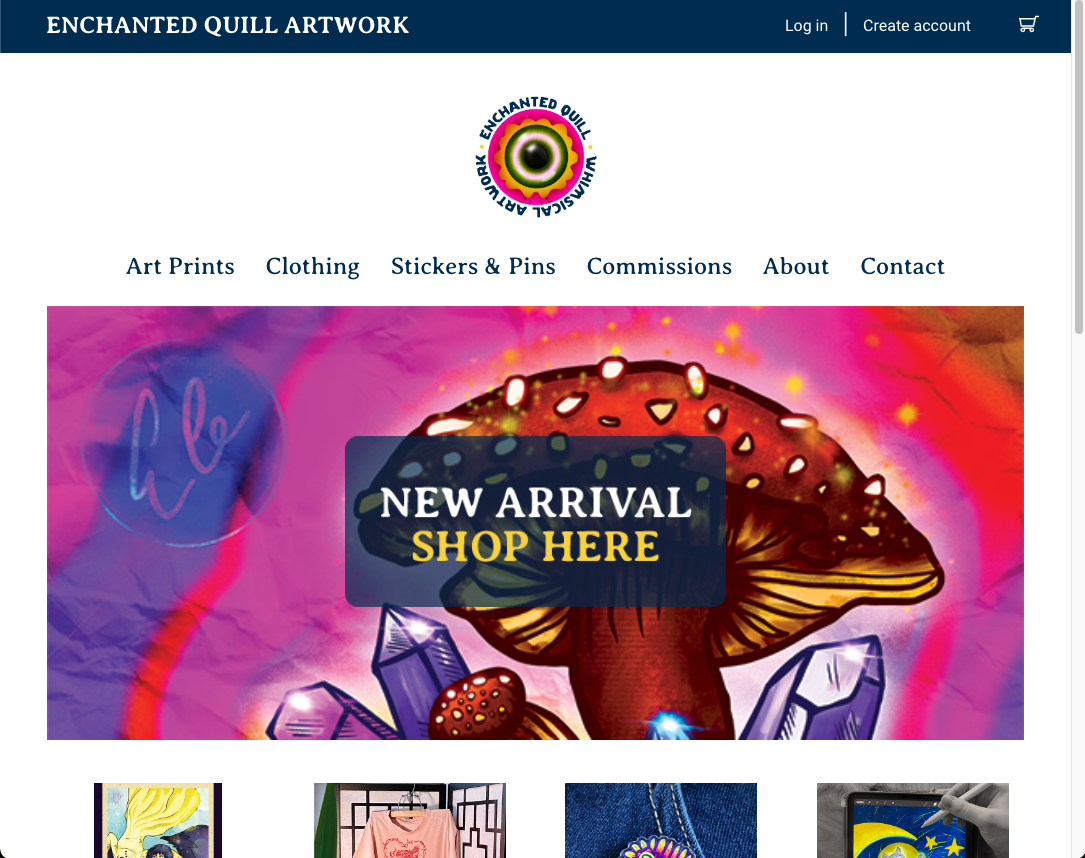 ENCHANTED QUILL ARTWORK
Log in
Create account
ENCHANTED QUILL
WHIMSICAL ARTWORK
Art Prints
Clothing
Stickers & Pins
Commissions
About
Contact
NEW ARRIVAL
SHOP HERE